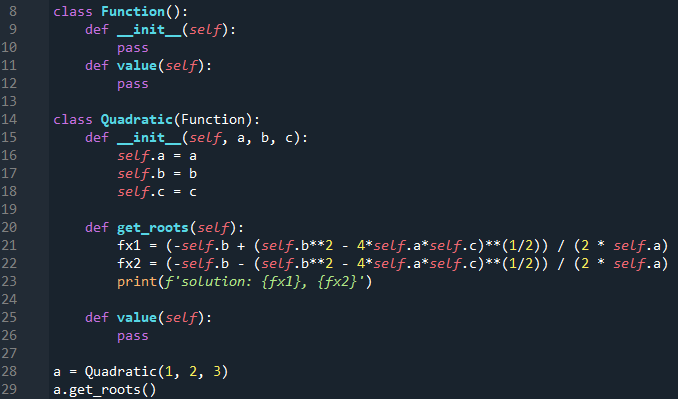 8 class Function():
9     def __init__(self):
10         pass
11     def value(self):
12         pass
13
14 class Quadratic(Function):
15     def __init__(self, a, b, c):
16         self.a = a
17         self.b = b
18         self.c = c
19
20     def get_roots(self):
21         fx1 = (-self.b + (self.b**2 - 4*self.a*self.c)**(1/2)) / (2 * self.a)
22         fx2 = (-self.b - (self.b**2 - 4*self.a*self.c)**(1/2)) / (2 * self.a)
23         print(f'solution: {fx1}, {fx2}')
24
25     def value(self):
26         pass
27
28 a = Quadratic(1, 2, 3)
29 a.get_roots()